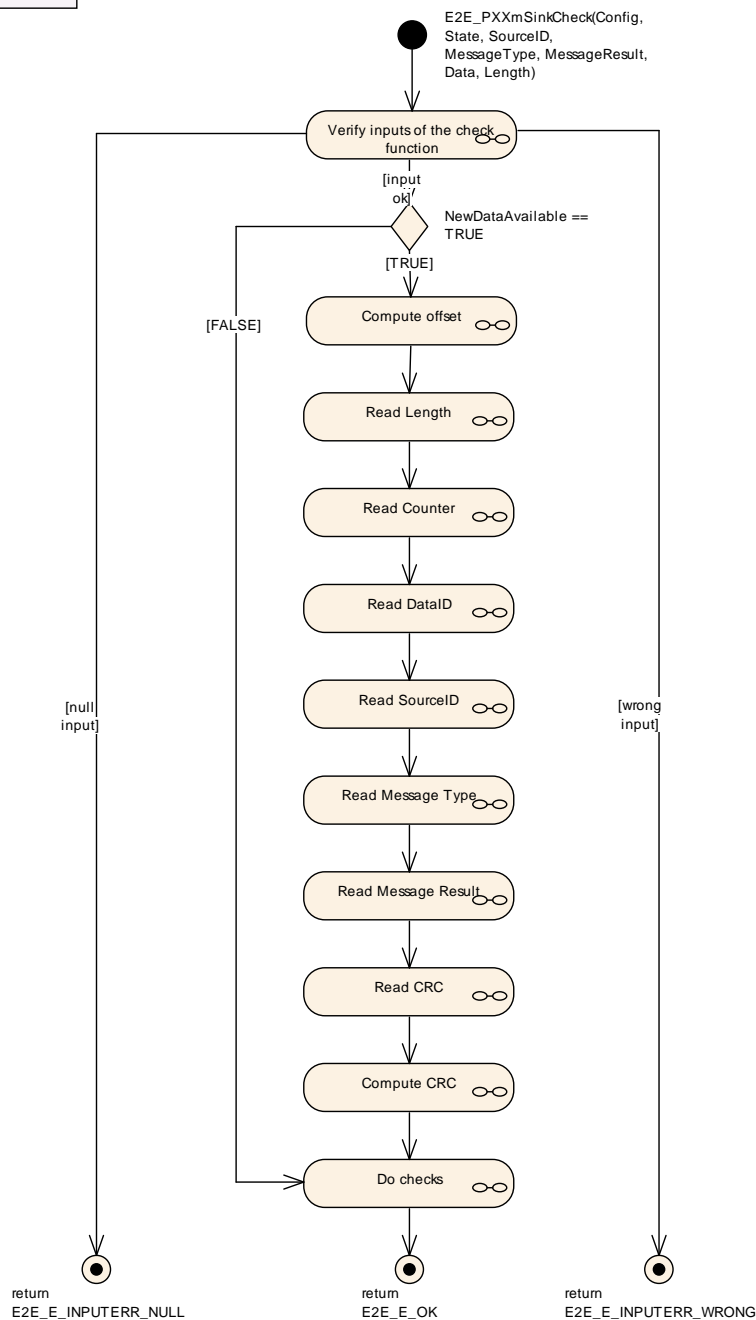 E2E_PXXmSinkCheck(Config,
State, SourceID,
MessageType, MessageResult,
Data, Length)
Verify inputs of the check
function
[input
ok]
NewDataAvailable ==
TRUE
[TRUE]
[FALSE]
Compute offset
Read Length
Read Counter
Read DataID
Read SourceID
[null
input]
[wrong
input]
Read Message Type
Read Message Result
Read CRC
Compute CRC
Do checks
return
E2E_E_INPUTERR_NULL
return
E2E_E_OK
return
E2E_E_INPUTERR_WRONG